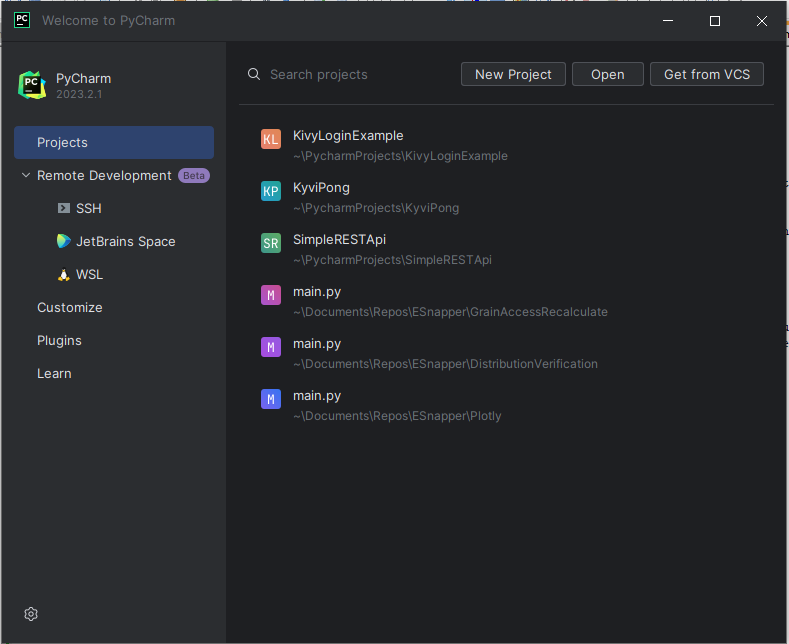 PC Welcome to PyCharm
PC PyCharm
2023.2.1
Search projects New Project Open Get from VCS
Projects
Remote Development Beta
SSH
JetBrains Space
WSL
Customize
Plugins
Learn
KL KivyLoginExample
~\PycharmProjects\KivyLoginExample
KP KyviPong
~\PycharmProjects\KyviPong
SR SimpleRESTApi
~\PycharmProjects\SimpleRESTApi
M main.py
~\Documents\Repos\ESnapper\GrainAccessRecalculate
M main.py
~\Documents\Repos\ESnapper\DistributionVerification
M main.py
~\Documents\Repos\ESnapper\Plotly